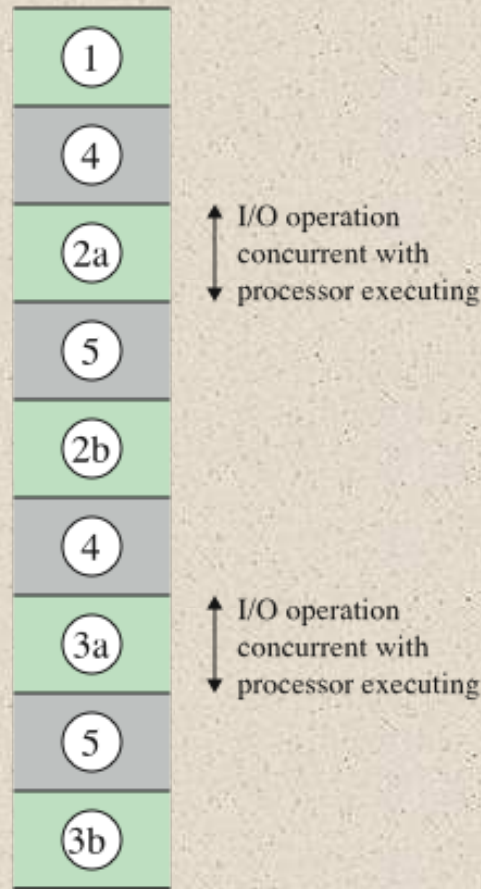 1
4
2a
I/O operation
concurrent with
processor executing
5
2b
4
3a
I/O operation
concurrent with
processor executing
5
3b